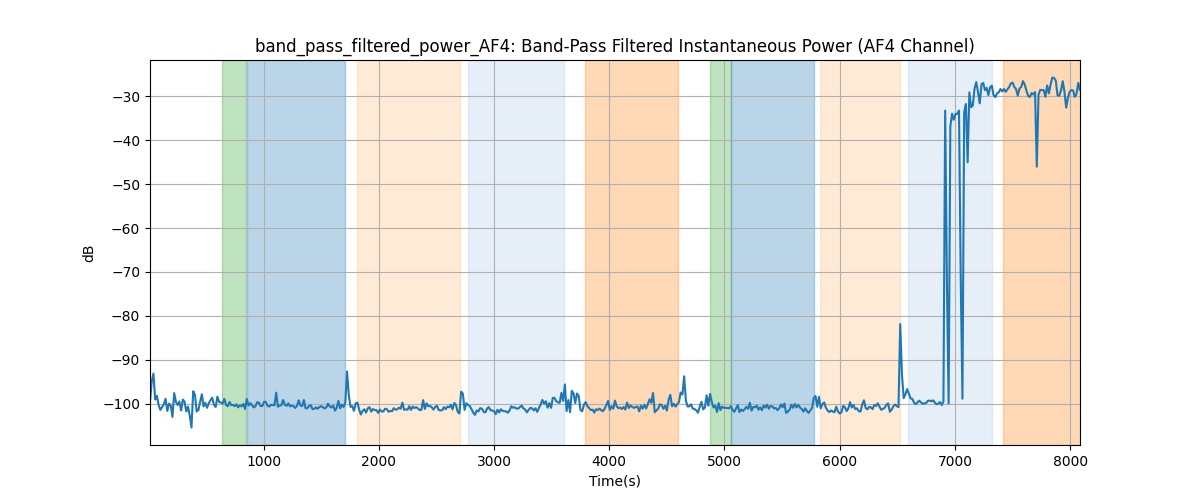 band_pass_filtered_power_AF4: Band-Pass Filtered Instantaneous Power (AF4 Channel)
−30
−40
−50
−60
−70
−80
−90
−100
dB
1000 2000 3000 4000 5000 6000 7000 8000
Time(s)